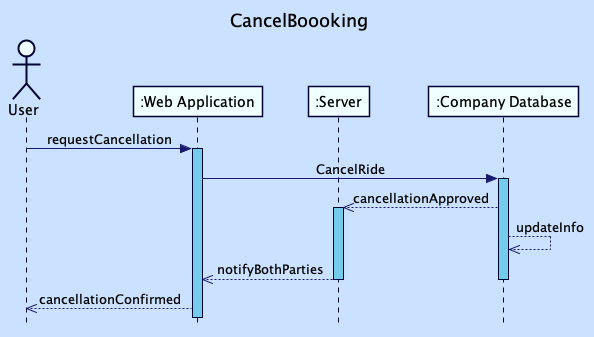 CancelBoooking
User
:Web Application
:Server
:Company Database
requestCancellation
CancelRide
cancellationApproved
updateInfo
notifyBothParties
cancellationConfirmed